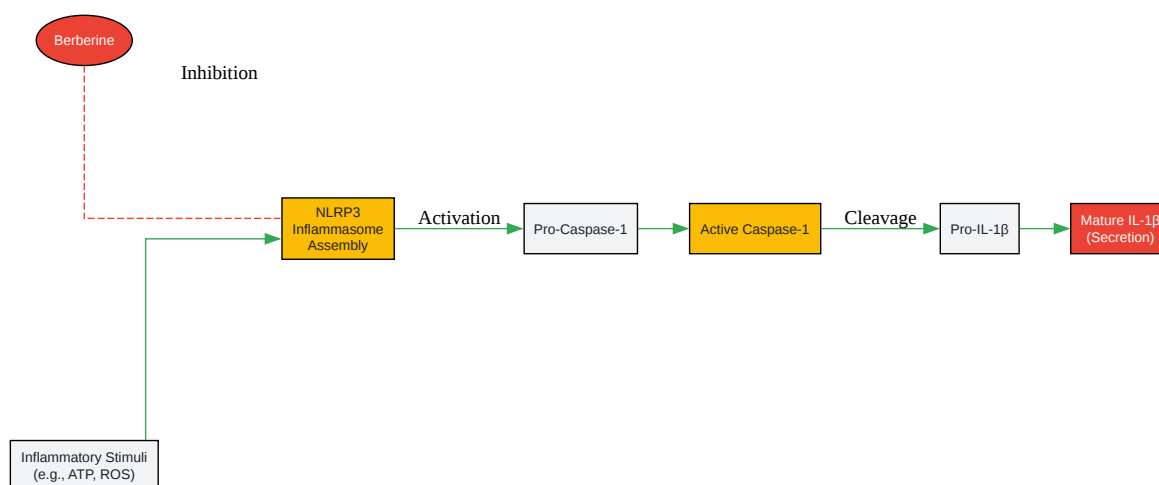 Berberine
Inhibition
NLRP3
Inflammasome
Assembly
Activation
Pro-Caspase-1
Active Caspase-1
Cleavage
Pro-IL-1β
Mature IL-1β
(Secretion)
Inflammatory Stimuli
(e.g., ATP, ROS)